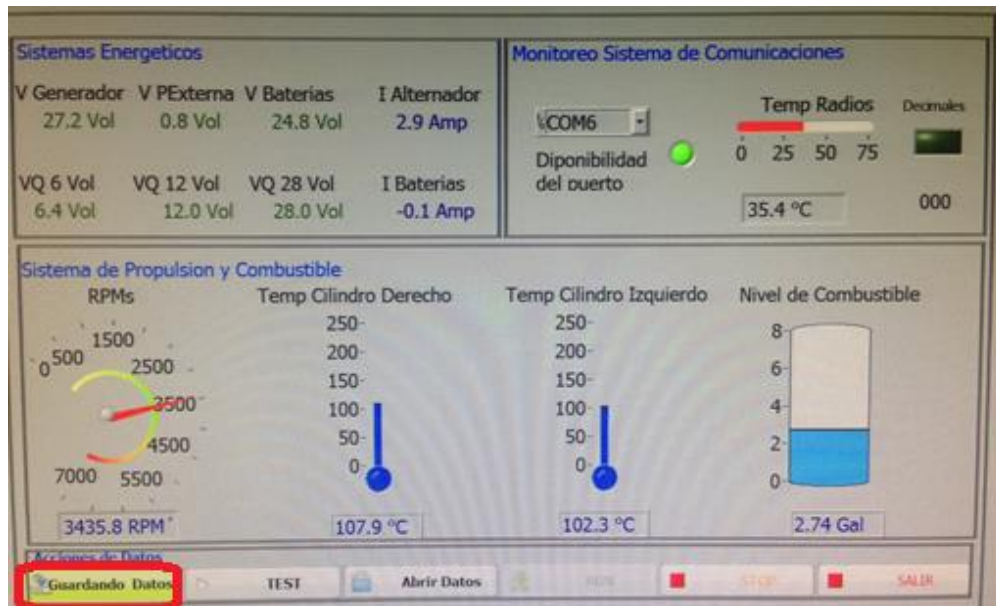 Sistemas Energeticos
V Generador V PExterna V Baterias I Alternador
27.2 Vol 0.8 Vol 24.8 Vol 2.9 Amp
VQ 6 Vol VQ 12 Vol VQ 28 Vol I Baterias
6.4 Vol 12.0 Vol 28.0 Vol -0.1 Amp
Monitoreo Sistema de Comunicaciones
COM6
Diponibilidad
del puerto
Temp Radios
0 25 50 75
35.4 °C
Decimales
000
Sistema de Propulsion y Combustible
RPMs
0 500 1500 2500 3500 4500 5500 7000
3435.8 RPM
Temp Cilindro Derecho
250
200
150
100
50
0
107.9 °C
Temp Cilindro Izquierdo
250
200
150
100
50
0
102.3 °C
Nivel de Combustible
8
6
4
2
0
2.74 Gal
Acciones de Datos
Guardando Datos TEST Abrir Datos STOP SALIR